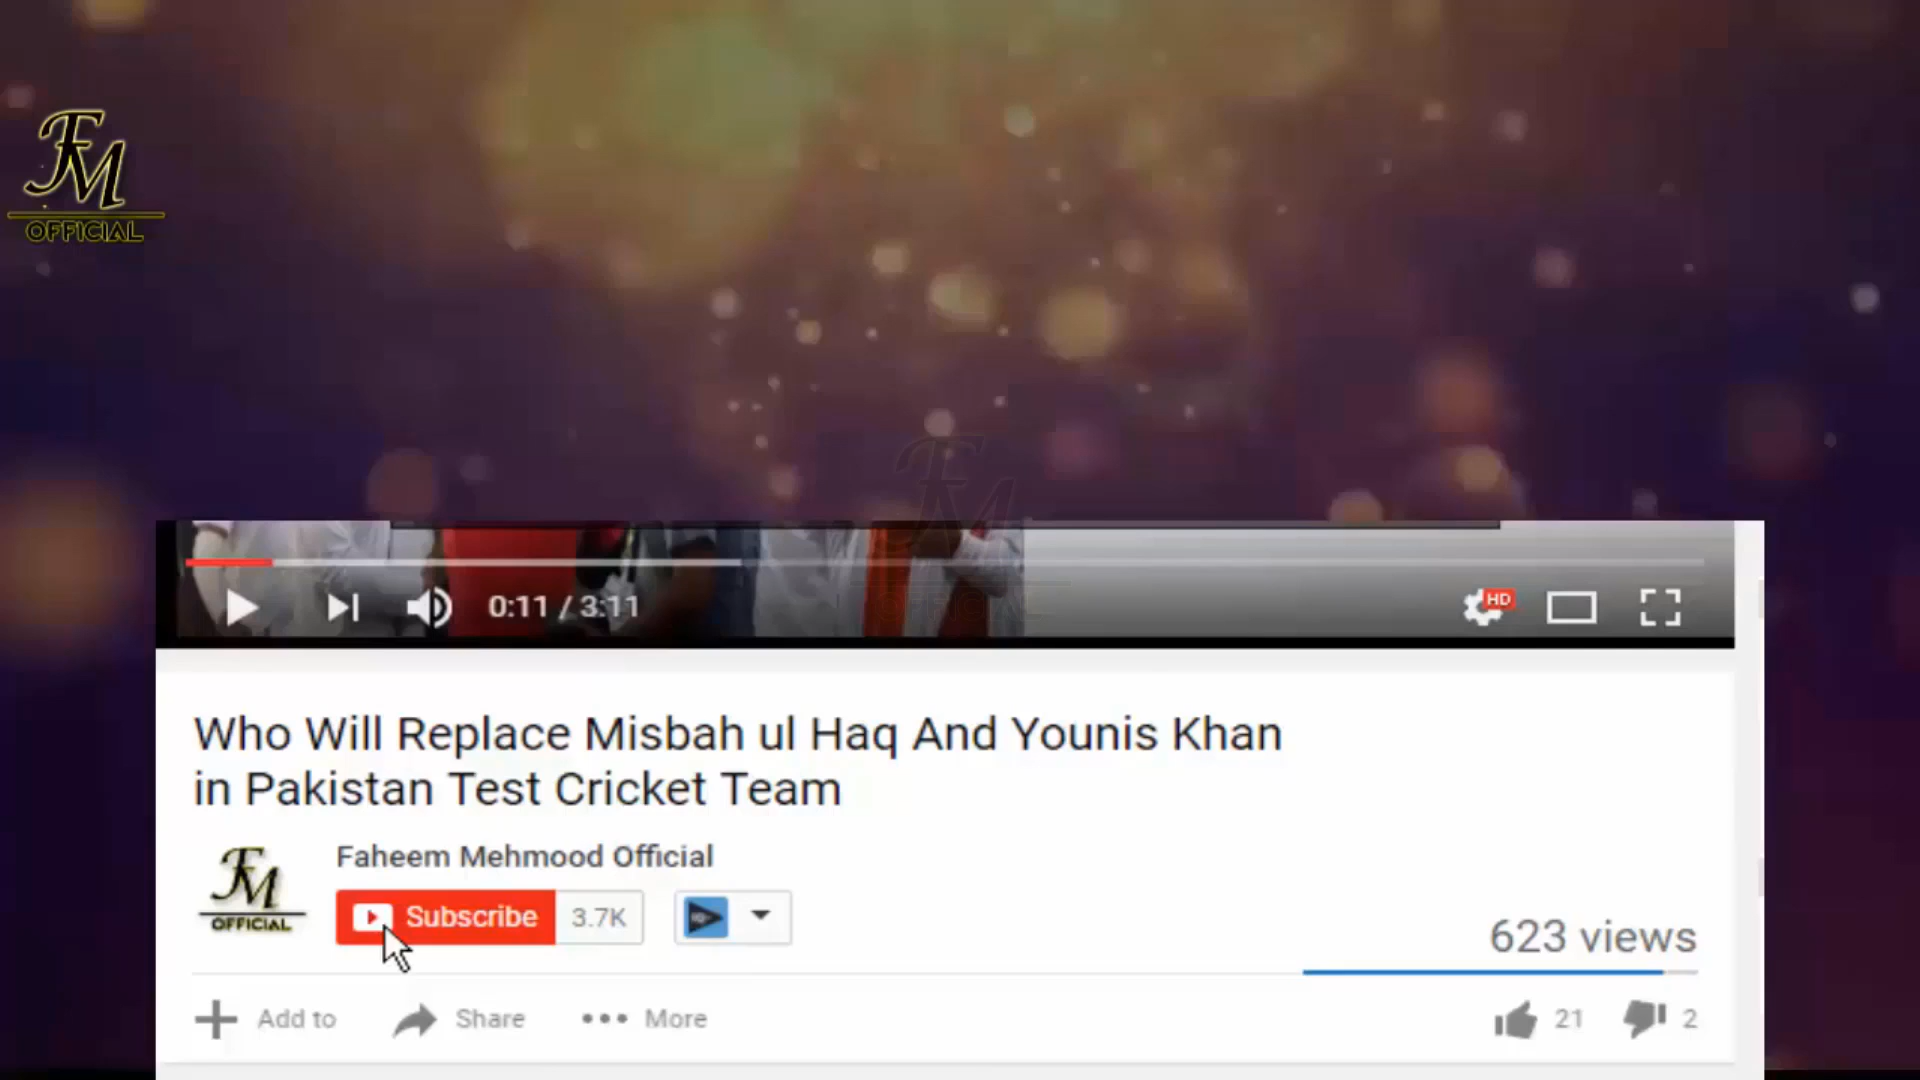 FM
OFFICIAL
0:11 / 3:11
HD
Who Will Replace Misbah ul Haq And Younis Khan
in Pakistan Test Cricket Team
FM
OFFICIAL
Faheem Mehmood Official
Subscribe
3.7K
623 views
Add to
Share
More
21
2